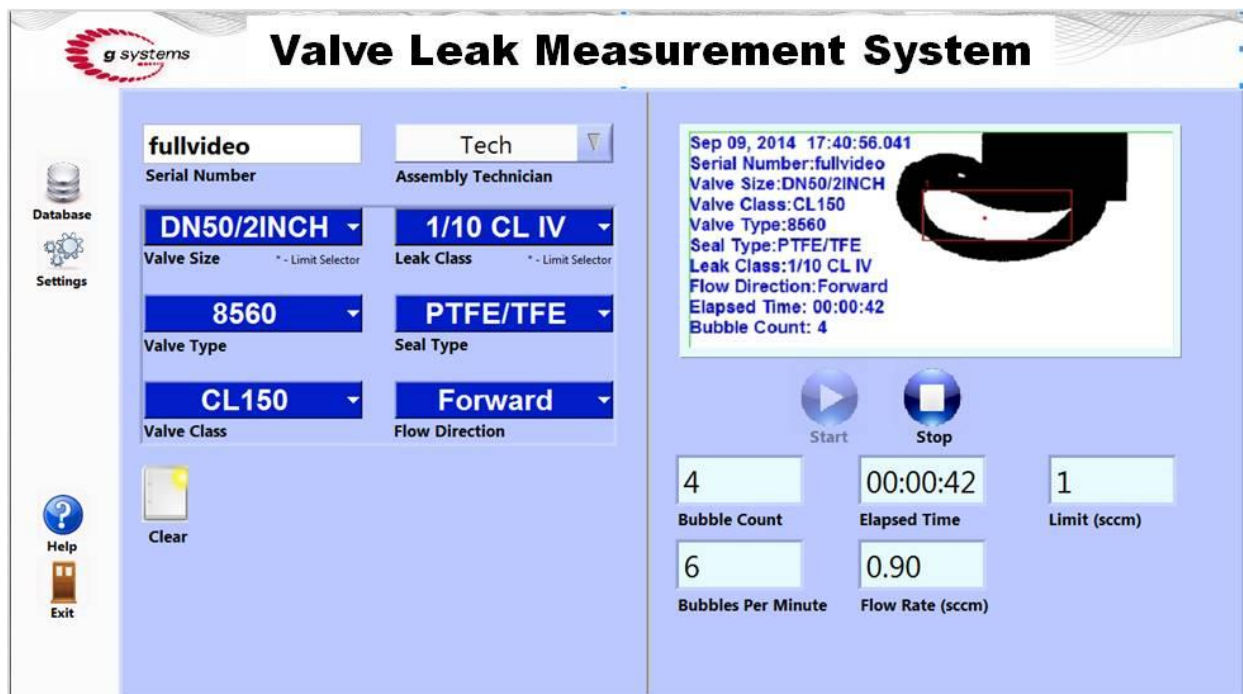 g systems
Valve Leak Measurement System
Database
Settings
Help
Exit
fullvideo
Serial Number
Tech
Assembly Technician
DN50/2INCH
Valve Size
* - Limit Selector
1/10 CL IV
Leak Class
* - Limit Selector
8560
Valve Type
PTFE/TFE
Seal Type
CL150
Valve Class
Forward
Flow Direction
Clear
Sep 09, 2014 17:40:56.041
Serial Number:fullvideo
Valve Size:DN50/2INCH
Valve Class:CL150
Valve Type:8560
Seal Type:PTFE/TFE
Leak Class:1/10 CL IV
Flow Direction:Forward
Elapsed Time: 00:00:42
Bubble Count: 4
1
Start
Stop
4
Bubble Count
00:00:42
Elapsed Time
1
Limit (sccm)
6
Bubbles Per Minute
0.90
Flow Rate (sccm)